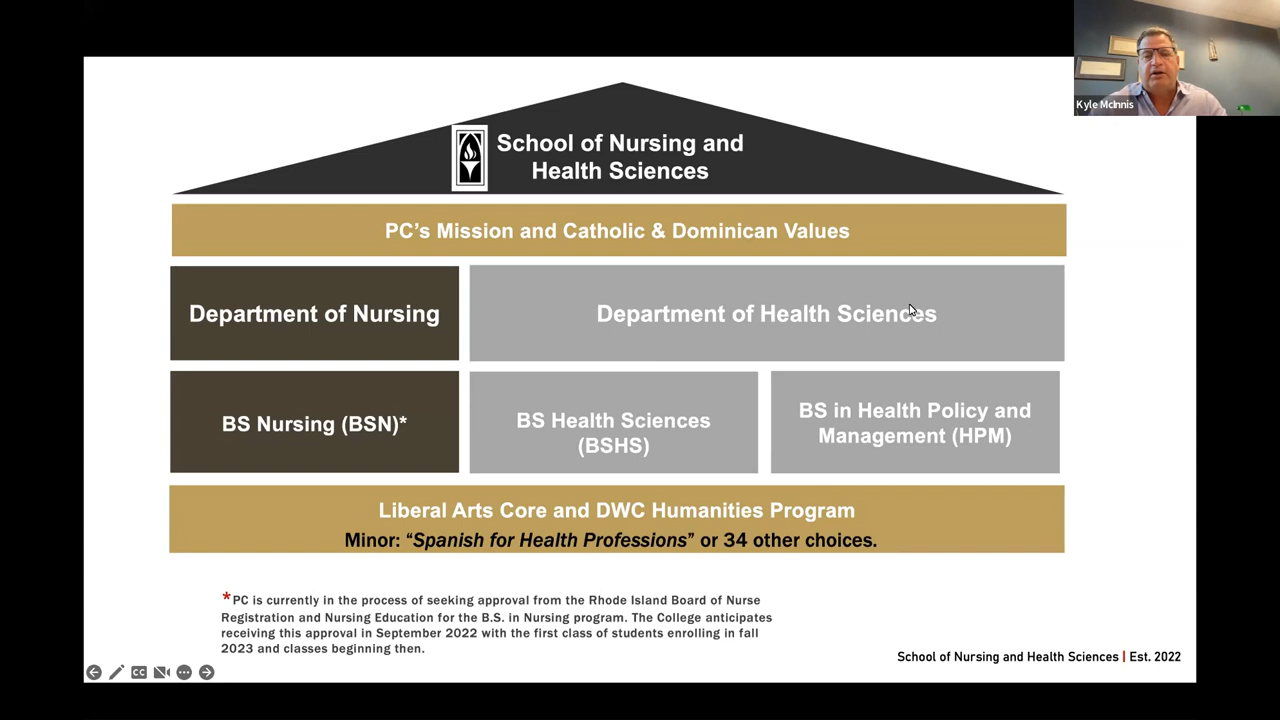 Kyle McInnis
School of Nursing and
Health Sciences
PC’s Mission and Catholic & Dominican Values
Department of Nursing
Department of Health Sciences
BS Nursing (BSN)*
BS Health Sciences
(BSHS)
BS in Health Policy and
Management (HPM)
Liberal Arts Core and DWC Humanities Program
Minor: “Spanish for Health Professions” or 34 other choices.
*PC is currently in the process of seeking approval from the Rhode Island Board of Nurse
Registration and Nursing Education for the B.S. in Nursing program. The College anticipates
receiving this approval in September 2022 with the first class of students enrolling in fall
2023 and classes beginning then.
School of Nursing and Health Sciences | Est. 2022
CC